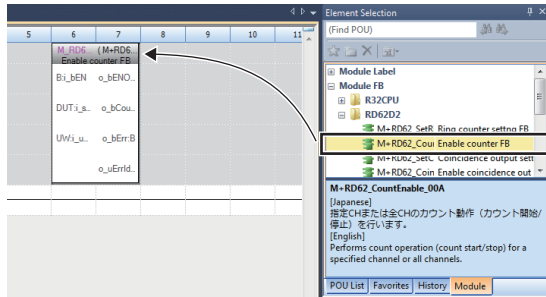 Element Selection
(Find POU)
5 6 7 8 9 10 11
M_RD6.. (M+RD6..
Enable counter FB
B:i_bEN o_bENO..
DUT:i_s.. o_bCou..
UW:i_u.. o_bErr:B
o_uErrId..
Module Label
Module FB
R32CPU
RD62D2
M+RD62_SetR Ring counter settng FB
M+RD62_Cou Enable counter FB
M+RD62_SetC Coincidence output sett
M+RD62_Coin Enable coincidence out
M+RD62_CountEnable_00A
[Japanese]
指定CHまたは全CHのカウント動作（カウント開始/
停止）を行います。
[English]
Performs count operation (count start/stop) for a
specified channel or all channels.
POU List Favorites History Module